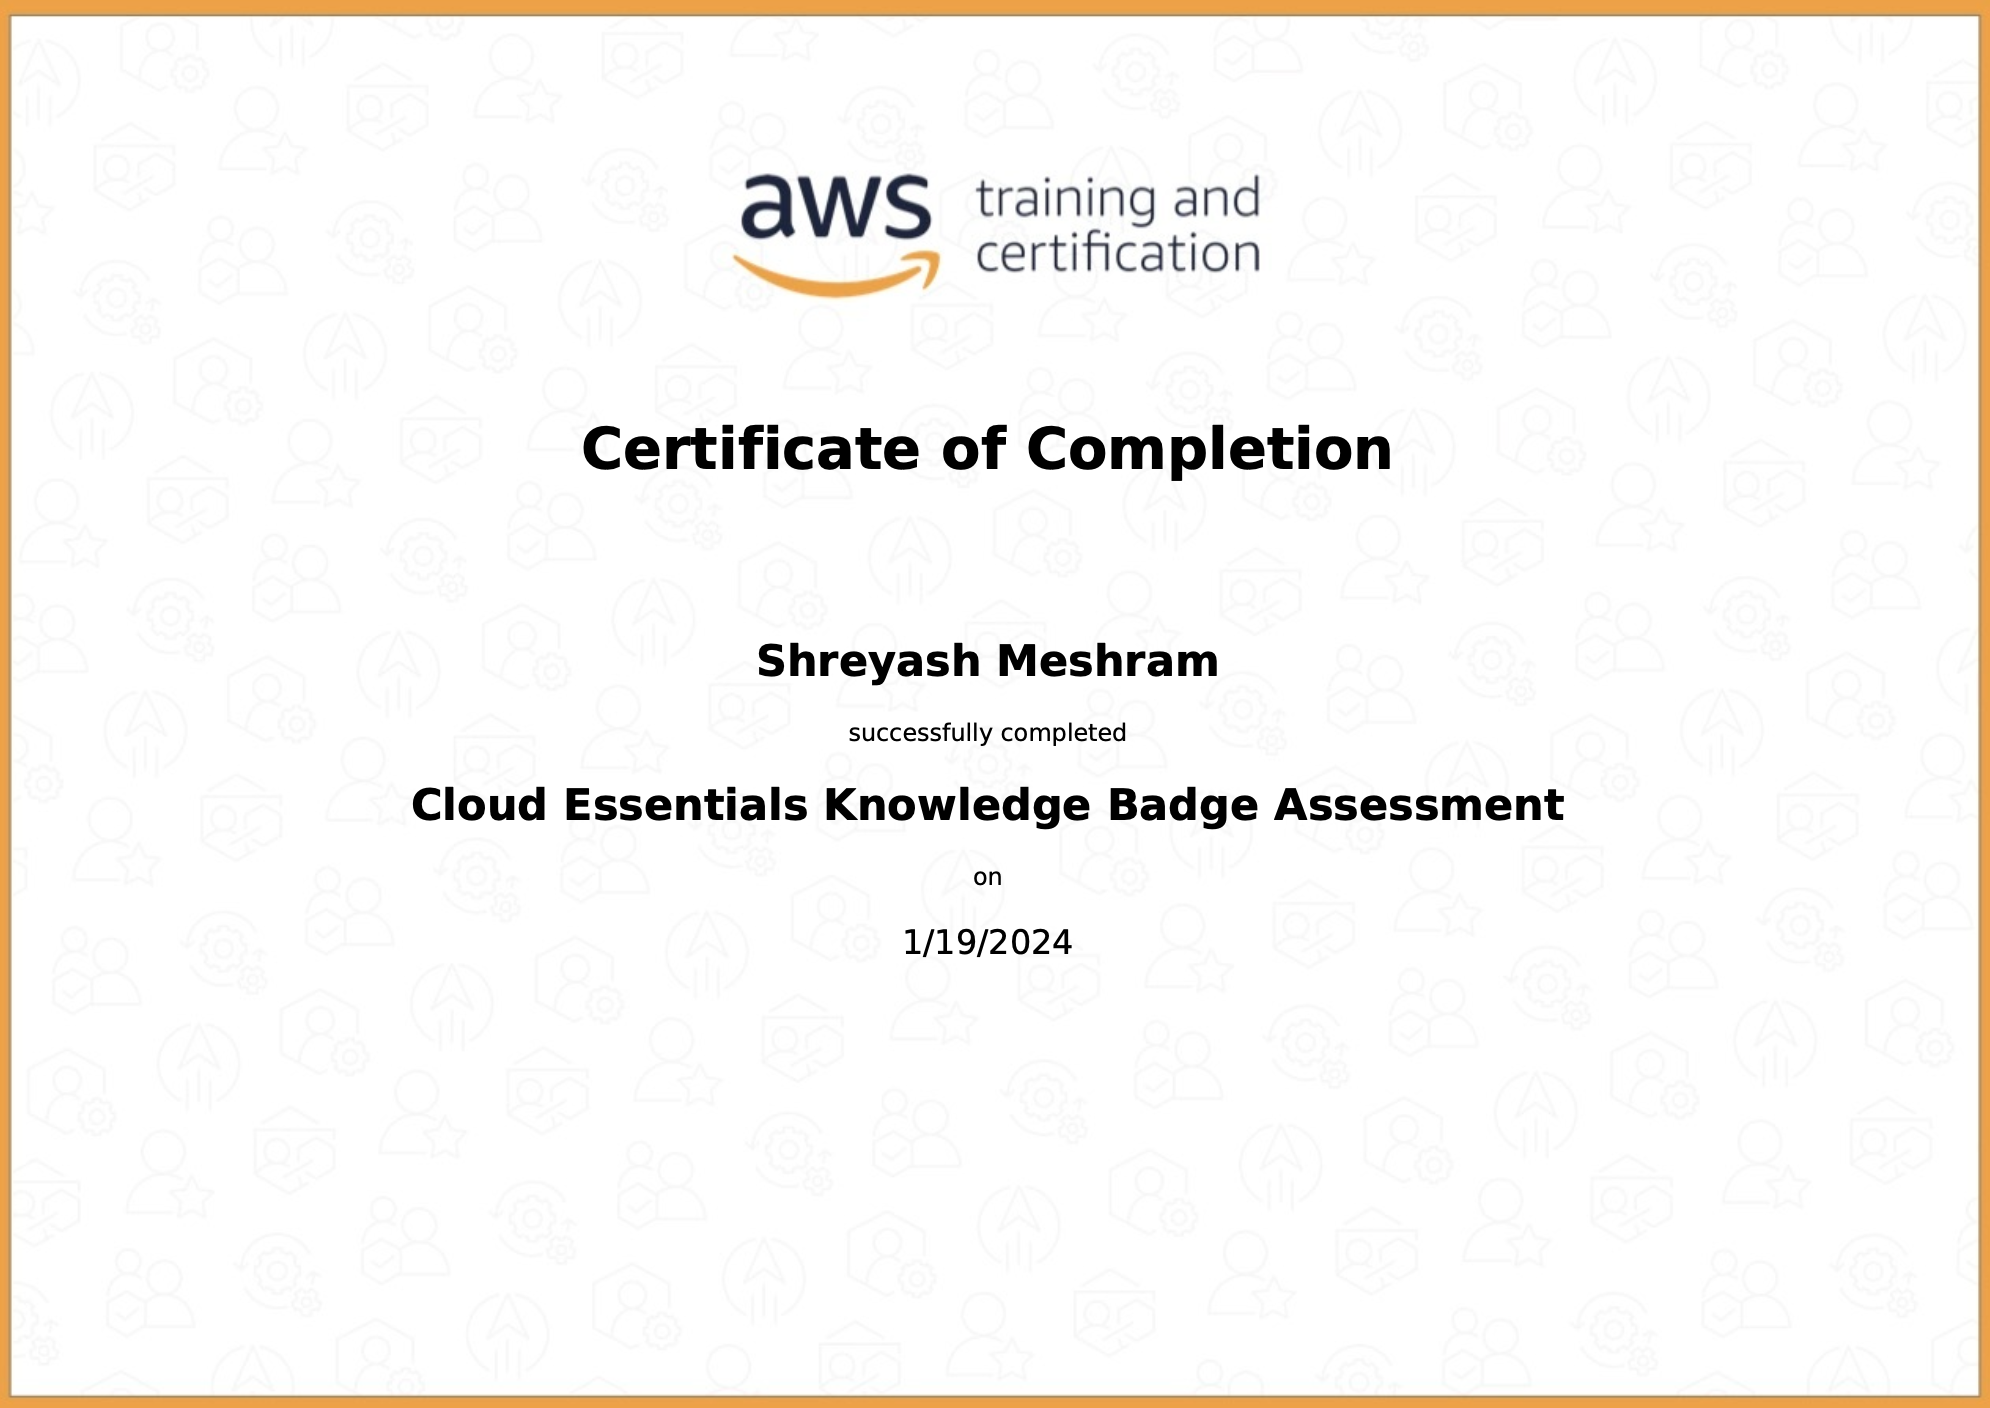 aws training and
certification
Certificate of Completion
Shreyash Meshram
successfully completed
Cloud Essentials Knowledge Badge Assessment
on
1/19/2024